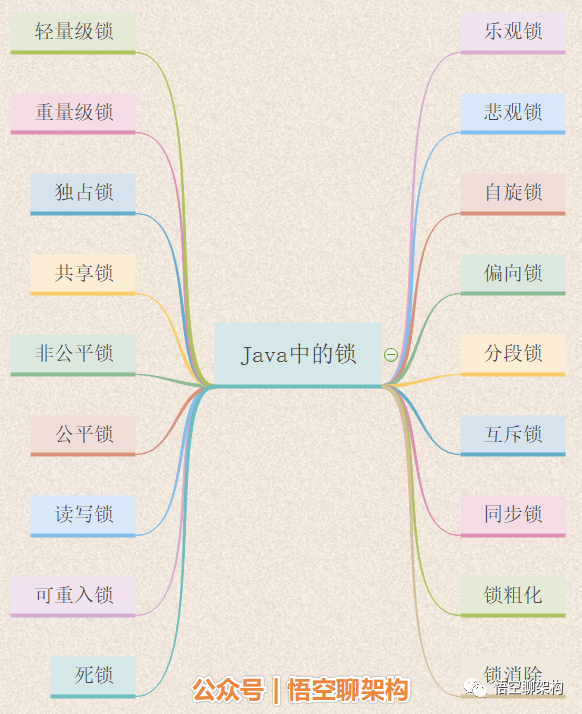 轻量级锁
重量级锁
独占锁
共享锁
非公平锁
公平锁
读写锁
可重入锁
死锁
Java中的锁
乐观锁
悲观锁
自旋锁
偏向锁
分段锁
互斥锁
同步锁
锁粗化
锁消除
公众号 | 悟空聊架构
悟空聊架构